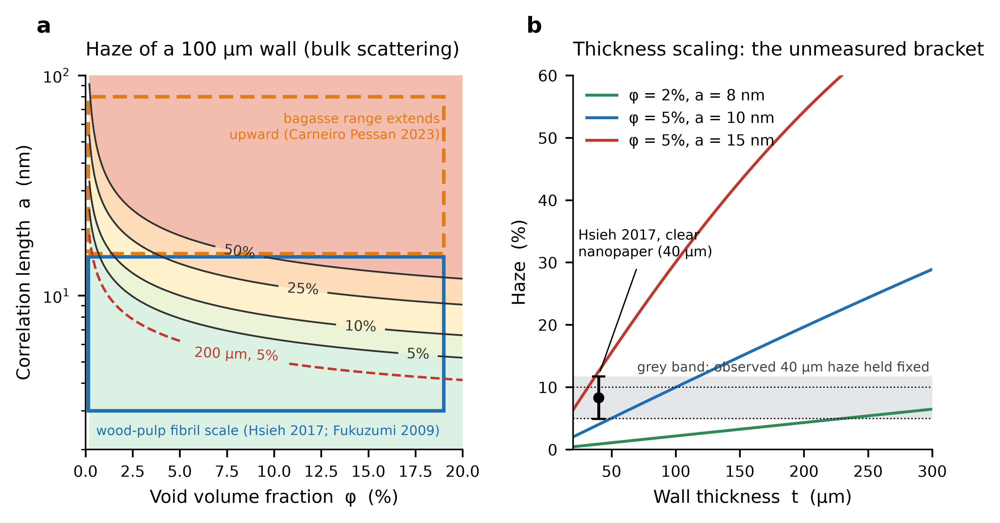 a
Haze of a 100 μm wall (bulk scattering)
10²
10¹
Correlation length a (nm)
bagasse range extends
upward (Carneiro Pessan 2023)
50%
25%
10%
5%
200 μm, 5%
wood-pulp fibril scale (Hsieh 2017; Fukuzumi 2009)
0.0 2.5 5.0 7.5 10.0 12.5 15.0 17.5 20.0
Void volume fraction φ (%)
b
Thickness scaling: the unmeasured bracket
60
50
40
30
20
10
0
Haze (%)
φ = 2%, a = 8 nm
φ = 5%, a = 10 nm
φ = 5%, a = 15 nm
Hsieh 2017, clear
nanopaper (40 μm)
grey band: observed 40 μm haze held fixed
50 100 150 200 250 300
Wall thickness t (μm)